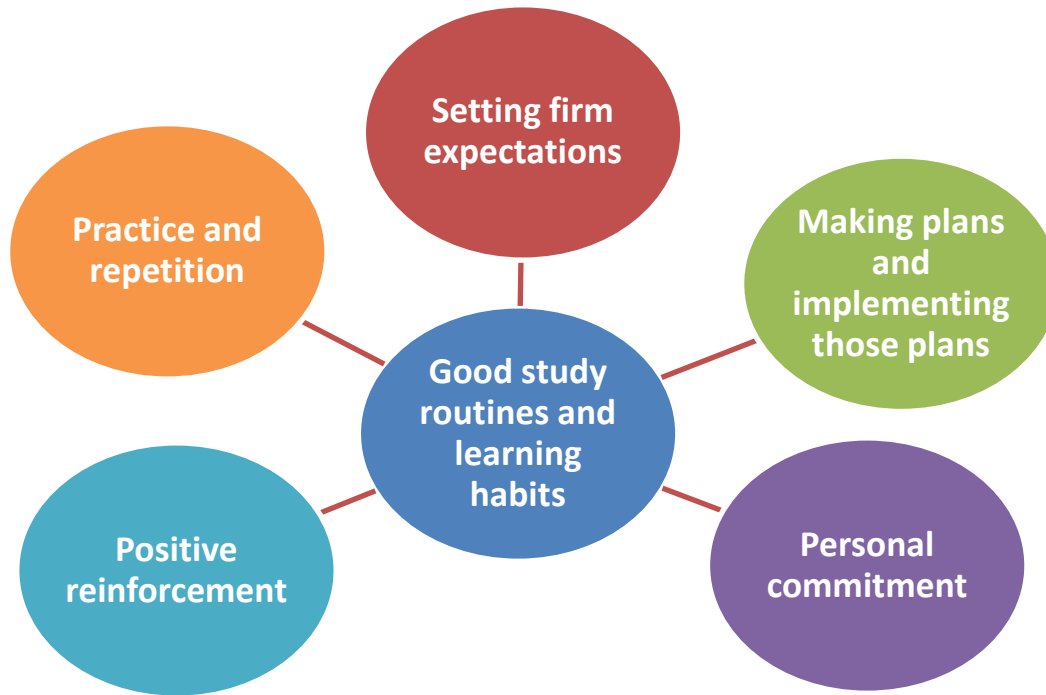 Setting firm
expectations
Practice and
repetition
Making plans
and
implementing
those plans
Good study
routines and
learning
habits
Positive
reinforcement
Personal
commitment